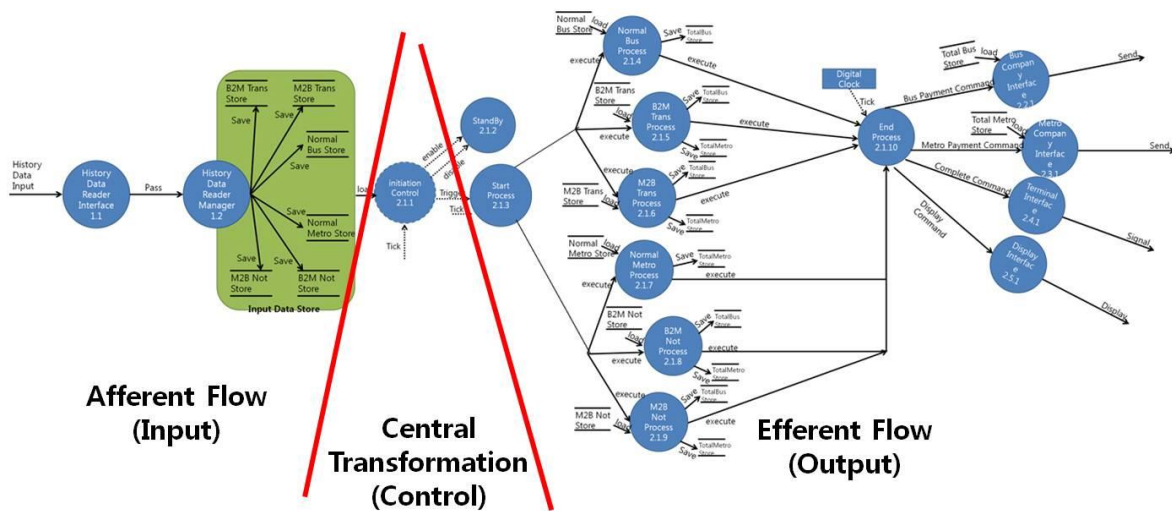 History
Data
Input
History
Data
Reader
Interface
1.1
Pass
History
Data
Reader
Manager
1.2
B2M Trans
Store
M2B Trans
Store
Save
Save
Normal
Bus Store
Save
Save
Normal
Metro Store
Save
Save
M2B Not
Store
B2M Not
Store
Input Data Store
load
initiation
Control
2.1.1
Tick
enable
disable
StandBy
2.1.2
Trigger
Tick
Start
Process
2.1.3
Normal
Bus Store
load
Normal
Bus
Process
2.1.4
Save
TotalBus
Store
execute
execute
B2M Trans
Store
load
B2M
Trans
Process
2.1.5
Save
TotalBus
Store
Save
TotalMetro
Store
execute
execute
M2B Trans
Store
load
M2B
Trans
Process
2.1.6
Save
TotalBus
Store
Save
TotalMetro
Store
execute
execute
Normal
Metro Store
load
Normal
Metro
Process
2.1.7
Save
TotalMetro
Store
execute
execute
B2M Not
Store
load
B2M
Not
Process
2.1.8
Save
TotalBus
Store
Save
TotalMetro
Store
execute
execute
M2B Not
Store
load
M2B
Not
Process
2.1.9
Save
TotalBus
Store
Save
TotalMetro
Store
execute
execute
Digital
Clock
Tick
End
Process
2.1.10
Total Bus
Store
load
Bus Payment Command
Bus
Compan
y
Interfac
e
2.2.1
Send
Total Metro
Store
load
Metro Payment Command
Metro
Compan
y
Interfac
e
2.3.1
Send
Complete Command
Terminal
Interfac
e
2.4.1
Signal
Display
Command
Display
Interfac
e
2.5.1
Display
Afferent Flow
(Input)
Central
Transformation
(Control)
Efferent Flow
(Output)